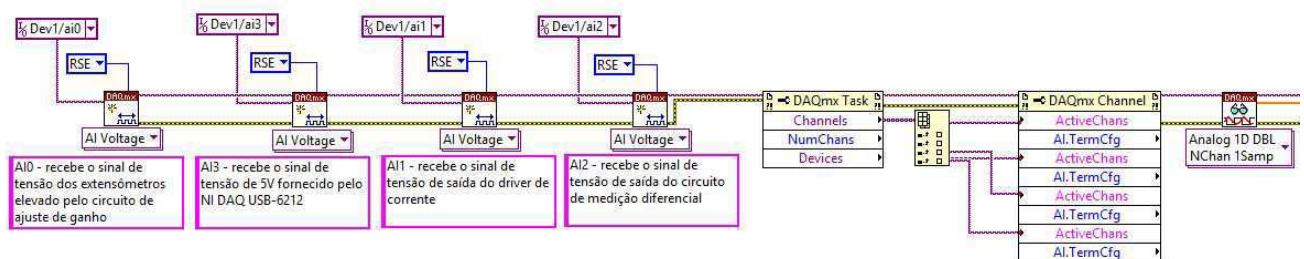 Dev1/ai0
Dev1/ai3
Dev1/ai1
Dev1/ai2
RSE
RSE
RSE
RSE
DAQmx
DAQmx
DAQmx
DAQmx
AI Voltage
AI Voltage
AI Voltage
AI Voltage
AI0 - recebe o sinal de
tensão dos extensômetros
elevado pelo circuito de
ajuste de ganho
AI3 - recebe o sinal de
tensão de 5V fornecido pelo
NI DAQ USB-6212
AI1 - recebe o sinal de
tensão de saída do driver de
corrente
AI2 - recebe o sinal de
tensão de saída do circuito
de medição diferencial
DAQmx Task
Channels
NumChans
Devices
DAQmx Channel
ActiveChans
AI.TermCfg
ActiveChans
AI.TermCfg
ActiveChans
AI.TermCfg
ActiveChans
AI.TermCfg
DAQmx
Analog 1D DBL
NChan 1Samp